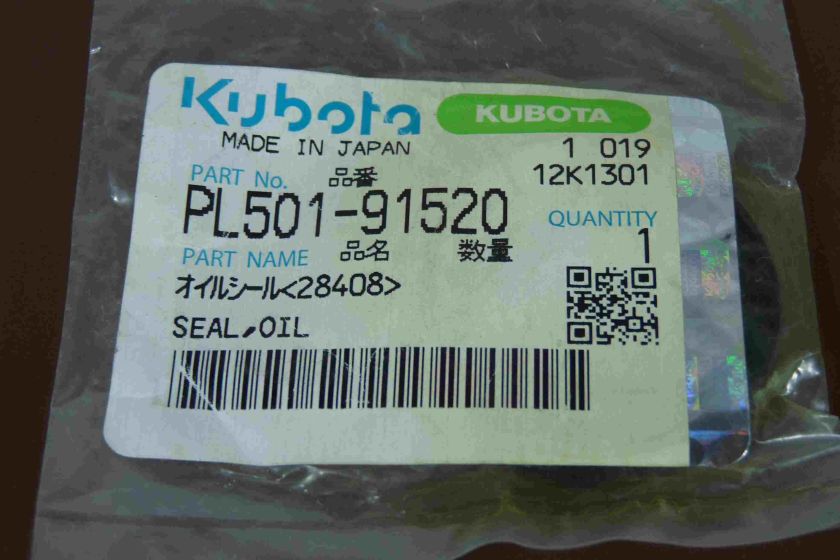 Kubota KUBOTA
MADE IN JAPAN 1 019
PART No. 品番 12K1301
PL501-91520 QUANTITY
PART NAME 品名 数量 1
オイルシール<28408>
SEAL,OIL